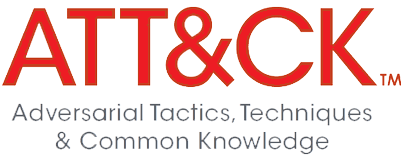 ATT&CK™
Adversarial Tactics, Techniques
& Common Knowledge